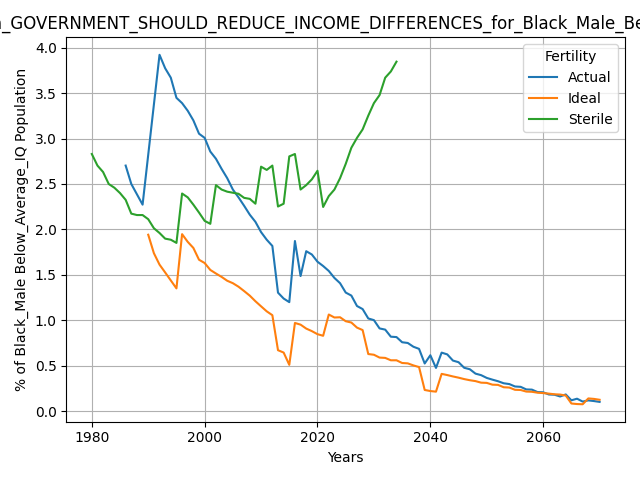 GOVERNMENT_SHOULD_REDUCE_INCOME_DIFFERENCES_for_Black_Male_Be
Fertility
Actual
Ideal
Sterile
% of Black_Male Below_Average_IQ Population
4.0
3.5
3.0
2.5
2.0
1.5
1.0
0.5
0.0
1980 2000 2020 2040 2060
Years